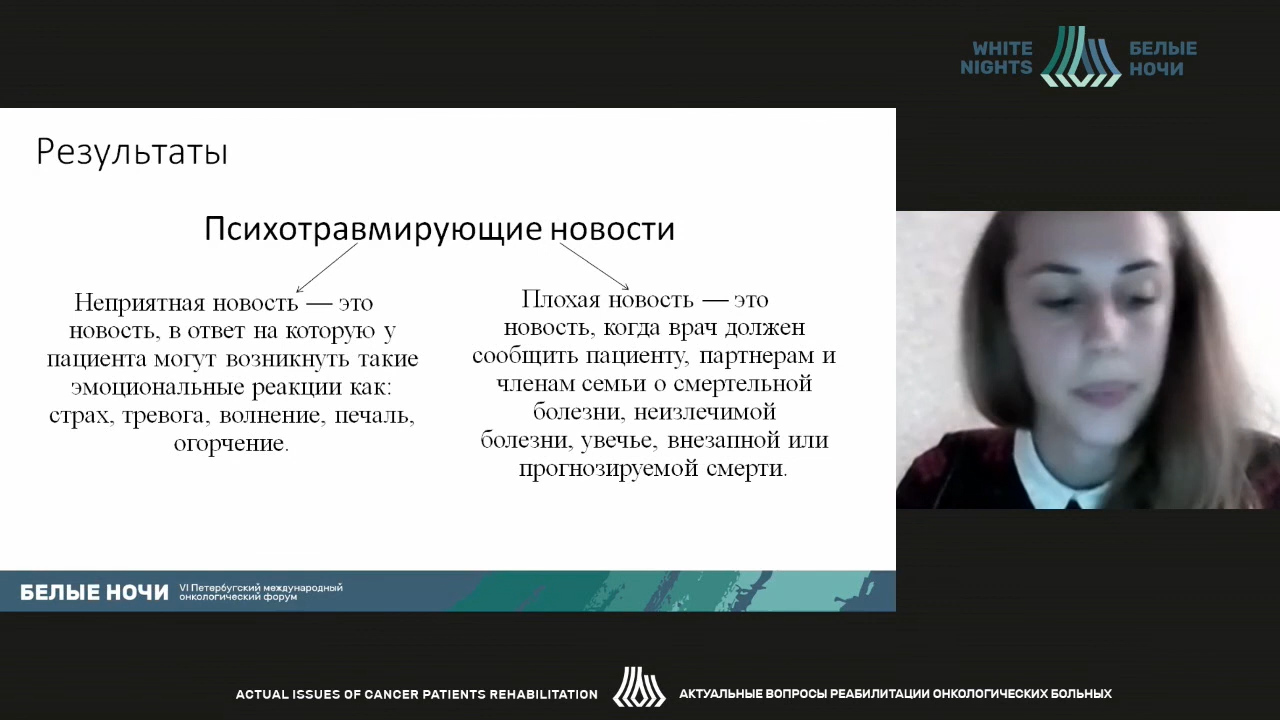 WHITE
NIGHTS
БЕЛЫЕ
НОЧИ
Результаты
Психотравмирующие новости
Неприятная новость — это
новость, в ответ на которую у
пациента могут возникнуть такие
эмоциональные реакции как:
страх, тревога, волнение, печаль,
огорчение.
Плохая новость — это
новость, когда врач должен
сообщить пациенту, партнерам и
членам семьи о смертельной
болезни, неизлечимой
болезни, увечье, внезапной или
прогнозируемой смерти.
БЕЛЫЕ НОЧИ
VI Петербугский международный
онкологический форум
ACTUAL ISSUES OF CANCER PATIENTS REHABILITATION
АКТУАЛЬНЫЕ ВОПРОСЫ РЕАБИЛИТАЦИИ ОНКОЛОГИЧЕСКИХ БОЛЬНЫХ